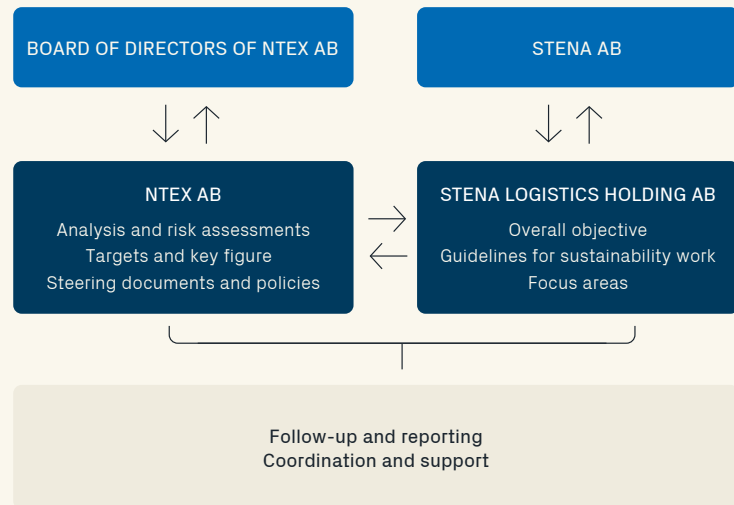 BOARD OF DIRECTORS OF NTEX AB
STENA AB
NTEX AB
Analysis and risk assessments
Targets and key figure
Steering documents and policies
STENA LOGISTICS HOLDING AB
Overall objective
Guidelines for sustainability work
Focus areas
Follow-up and reporting
Coordination and support